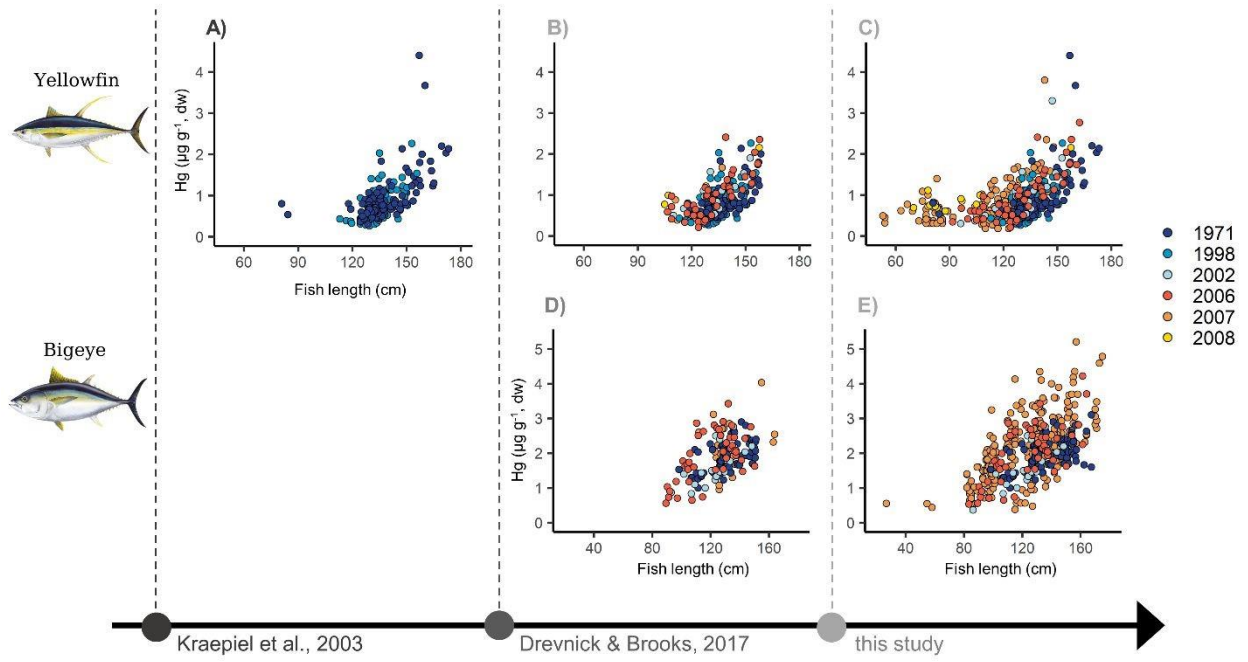 A)
B)
C)
Yellowfin
Hg (µg g⁻¹, dw)
4
3
2
1
0
60 90 120 150 180
Fish length (cm)
4
3
2
1
0
60 90 120 150 180
4
3
2
1
0
60 90 120 150 180
1971
1998
2002
2006
2007
2008
Bigeye
D)
E)
Hg (µg g⁻¹, dw)
5
4
3
2
1
0
40 80 120 160
Fish length (cm)
5
4
3
2
1
0
40 80 120 160
Fish length (cm)
Kraepiel et al., 2003
Drevnick & Brooks, 2017
this study